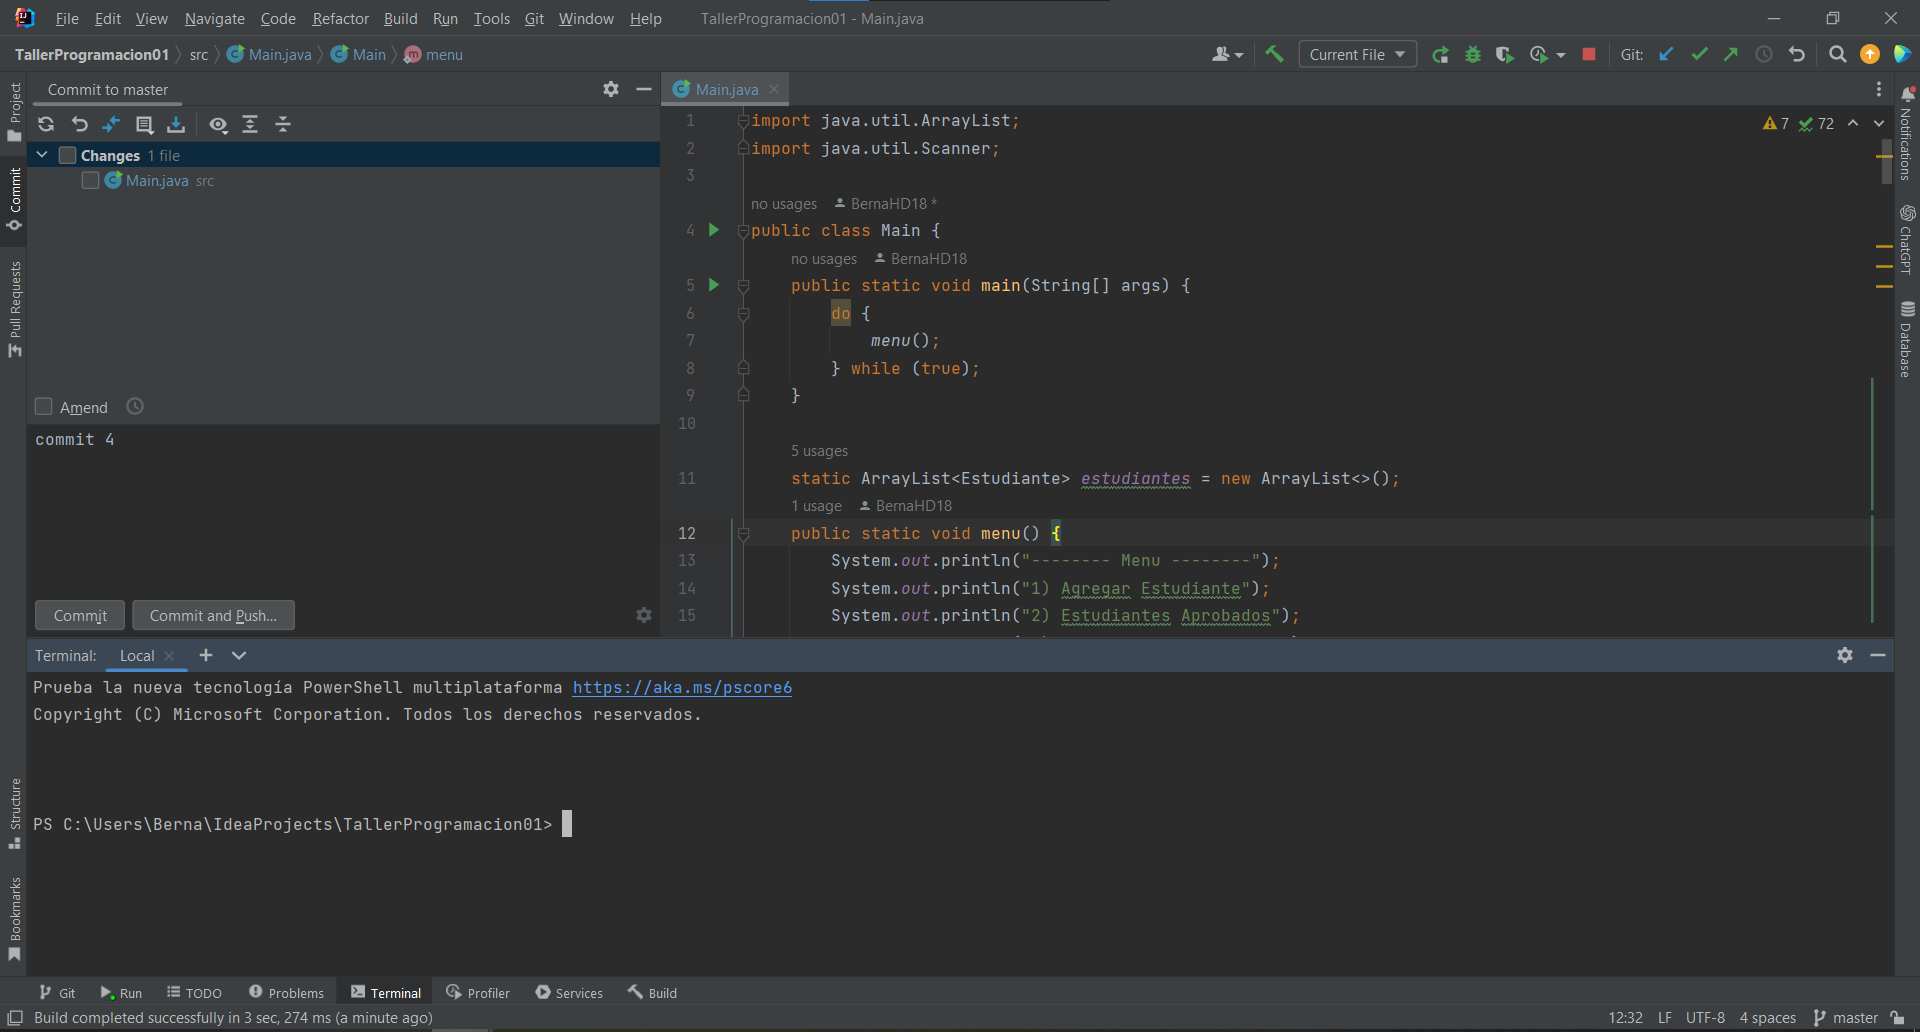 File Edit View Navigate Code Refactor Build Run Tools Git Window Help TallerProgramacion01 - Main.java
TallerProgramacion01 src Main.java Main m menu Current File Git:
Project
Commit
Pull Requests
Structure
Bookmarks
Commit to master
Changes 1 file
Main.java src
Amend
commit 4
Commit Commit and Push...
Main.java
7 72
1 import java.util.ArrayList;
2 import java.util.Scanner;
3
no usages BernaHD18 *
4 public class Main {
no usages BernaHD18
5 public static void main(String[] args) {
6 do {
7 menu();
8 } while (true);
9 }
10
5 usages
11 static ArrayList<Estudiante> estudiantes = new ArrayList<>();
1 usage BernaHD18
12 public static void menu() {
13 System.out.println("-------- Menu --------");
14 System.out.println("1) Agregar Estudiante");
15 System.out.println("2) Estudiantes Aprobados");
Notifications
ChatGPT
Database
Terminal: Local
Prueba la nueva tecnología PowerShell multiplataforma https://aka.ms/pscore6
Copyright (C) Microsoft Corporation. Todos los derechos reservados.
PS C:\Users\Berna\IdeaProjects\TallerProgramacion01>
Git Run TODO Problems Terminal Profiler Services Build
Build completed successfully in 3 sec, 274 ms (a minute ago) 12:32 LF UTF-8 4 spaces master